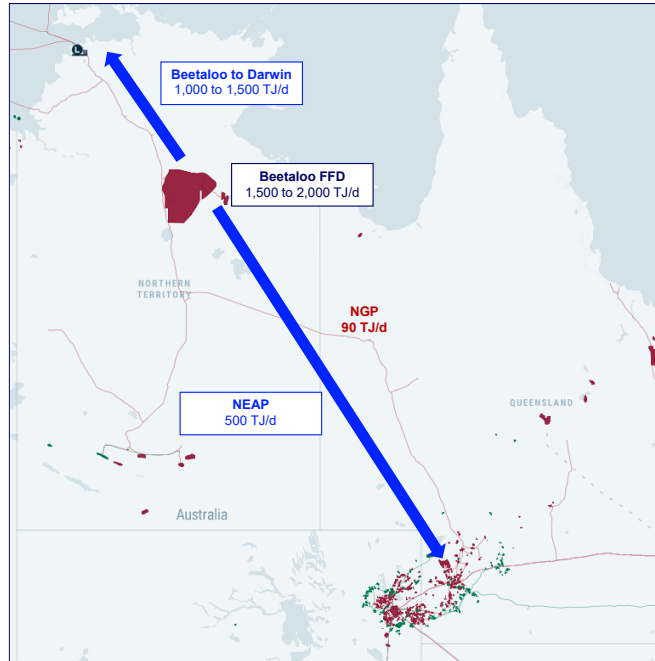 Beetaloo to Darwin
1,000 to 1,500 TJ/d
Beetaloo FFD
1,500 to 2,000 TJ/d
NORTHERN
TERRITORY
NGP
90 TJ/d
NEAP
500 TJ/d
QUEENSLAND
Australia